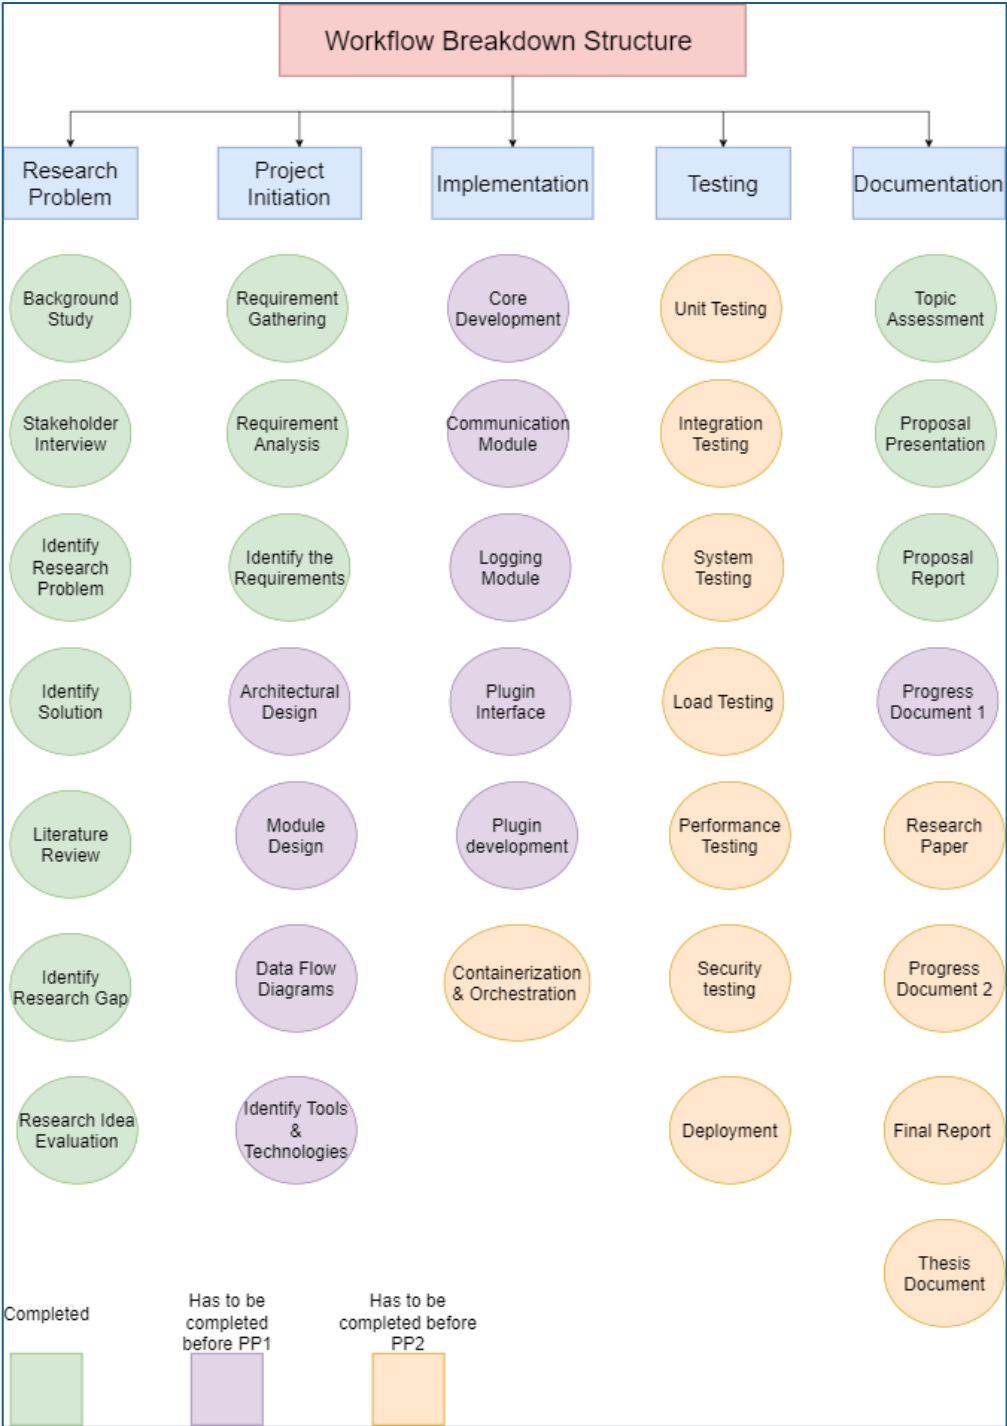 Workflow Breakdown Structure
Research
Problem
Project
Initiation
Implementation
Testing
Documentation
Background
Study
Requirement
Gathering
Core
Development
Unit Testing
Topic
Assessment
Stakeholder
Interview
Requirement
Analysis
Communication
Module
Integration
Testing
Proposal
Presentation
Identify
Research
Problem
Identify the
Requirements
Logging
Module
System
Testing
Proposal
Report
Identify
Solution
Architectural
Design
Plugin
Interface
Load Testing
Progress
Document 1
Literature
Review
Module
Design
Plugin
development
Performance
Testing
Research
Paper
Identify
Research Gap
Data Flow
Diagrams
Containerization
& Orchestration
Security
testing
Progress
Document 2
Research Idea
Evaluation
Identify Tools
&
Technologies
Deployment
Final Report
Thesis
Document
Completed
Has to be
completed
before PP1
Has to be
completed before
PP2